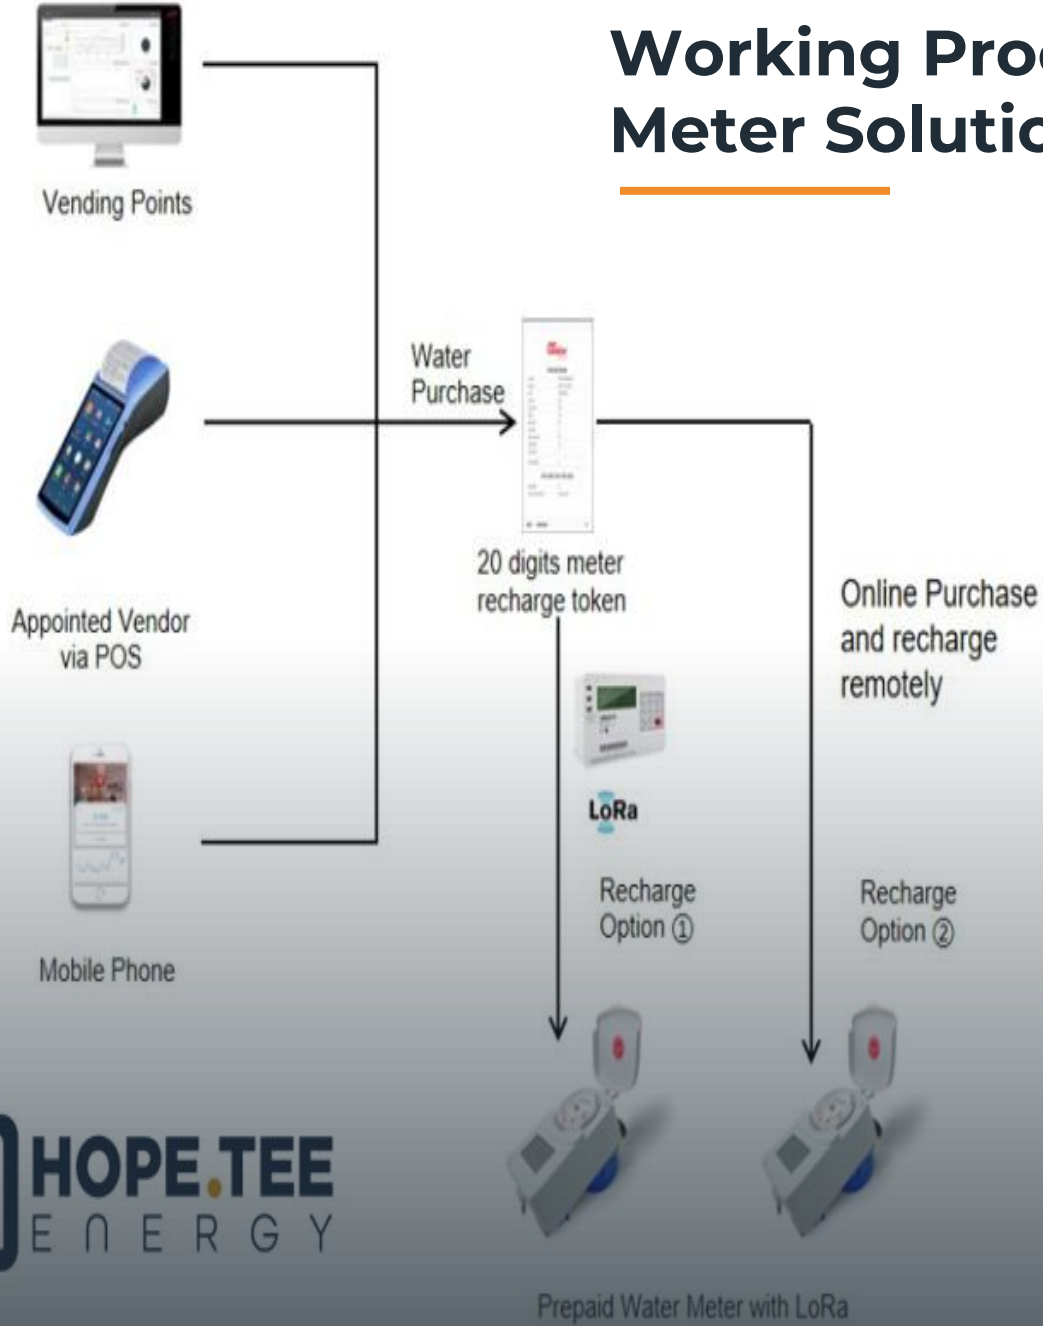 Working Proc
Meter Solutio
Vending Points
Water
Purchase
20 digits meter
recharge token
Appointed Vendor
via POS
Online Purchase
and recharge
remotely
LoRa
Recharge
Option ①
Recharge
Option ②
Mobile Phone
HOPE.TEE
ENERGY
Prepaid Water Meter with LoRa